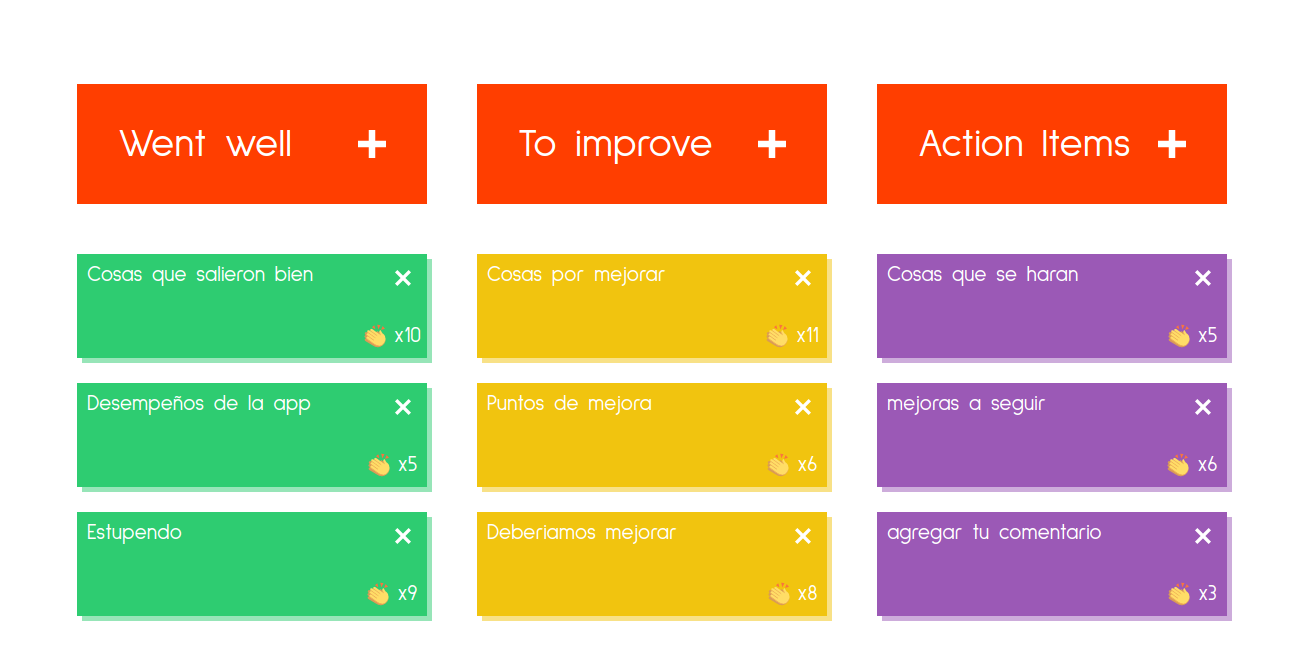 Went well
To improve
Action Items
Cosas que salieron bien
x10
Cosas por mejorar
x11
Cosas que se haran
x5
Desempeños de la app
x5
Puntos de mejora
x6
mejoras a seguir
x6
Estupendo
x9
Deberiamos mejorar
x8
agregar tu comentario
x3